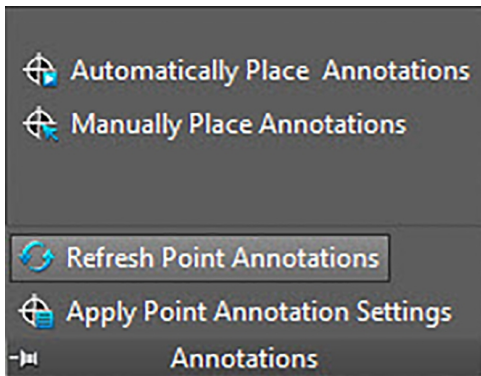 Automatically Place Annotations
Manually Place Annotations
Refresh Point Annotations
Apply Point Annotation Settings
Annotations